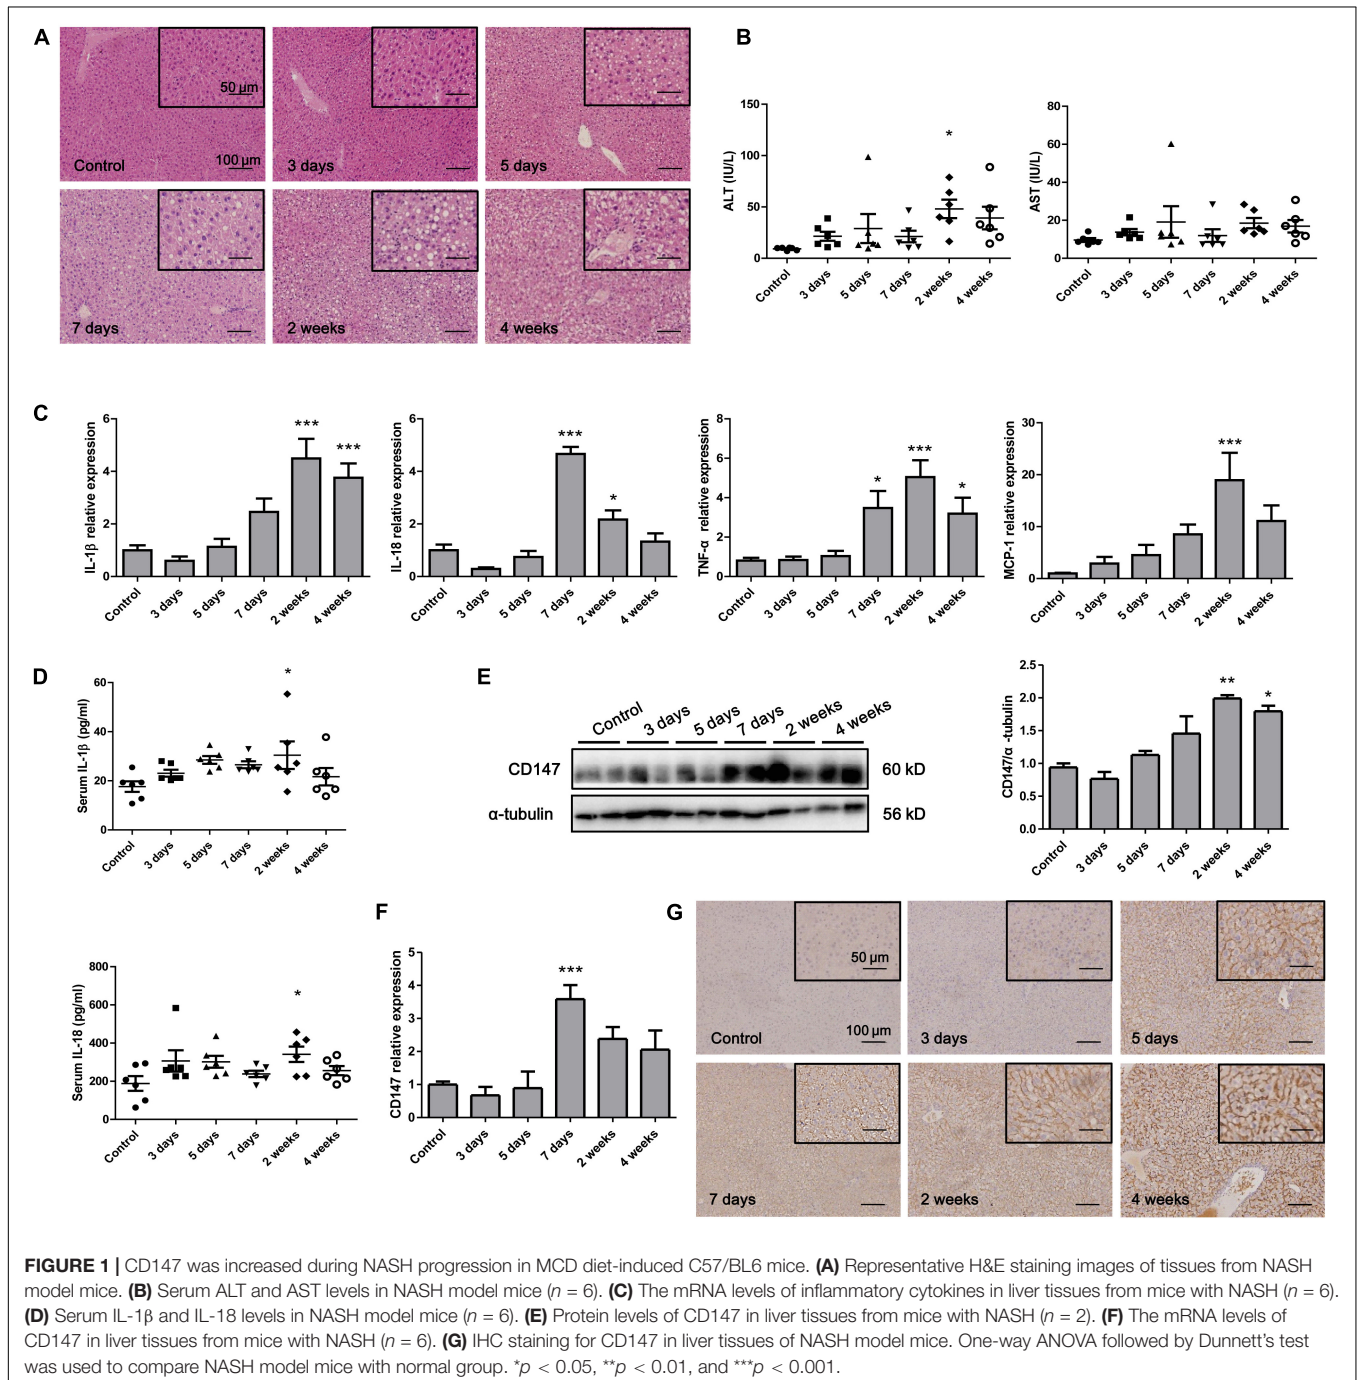 A
50 μm
100 μm
Control
3 days
5 days
7 days
2 weeks
4 weeks
B
ALT (IU/L)
150
100
50
0
*
Control
3 days
5 days
7 days
2 weeks
4 weeks
AST (IU/L)
80
60
40
20
0
Control
3 days
5 days
7 days
2 weeks
4 weeks
C
IL-1β relative expression
6
4
2
0
***
***
Control
3 days
5 days
7 days
2 weeks
4 weeks
IL-18 relative expression
6
4
2
0
***
*
Control
3 days
5 days
7 days
2 weeks
4 weeks
TNF-α relative expression
8
6
4
2
0
*
***
*
Control
3 days
5 days
7 days
2 weeks
4 weeks
MCP-1 relative expression
30
20
10
0
***
Control
3 days
5 days
7 days
2 weeks
4 weeks
D
Serum IL-1β (pg/ml)
60
40
20
0
*
Control
3 days
5 days
7 days
2 weeks
4 weeks
Serum IL-18 (pg/ml)
800
600
400
200
0
*
Control
3 days
5 days
7 days
2 weeks
4 weeks
E
Control
3 days
5 days
7 days
2 weeks
4 weeks
CD147
60 kD
α-tubulin
56 kD
CD147/α -tubulin
2.5
2.0
1.5
1.0
0.5
0.0
**
*
Control
3 days
5 days
7 days
2 weeks
4 weeks
F
CD147 relative expression
5
4
3
2
1
0
***
Control
3 days
5 days
7 days
2 weeks
4 weeks
G
50 μm
100 μm
Control
3 days
5 days
7 days
2 weeks
4 weeks
FIGURE 1 | CD147 was increased during NASH progression in MCD diet-induced C57/BL6 mice. (A) Representative H&E staining images of tissues from NASH
model mice. (B) Serum ALT and AST levels in NASH model mice (n = 6). (C) The mRNA levels of inflammatory cytokines in liver tissues from mice with NASH (n = 6).
(D) Serum IL-1β and IL-18 levels in NASH model mice (n = 6). (E) Protein levels of CD147 in liver tissues from mice with NASH (n = 2). (F) The mRNA levels of
CD147 in liver tissues from mice with NASH (n = 6). (G) IHC staining for CD147 in liver tissues of NASH model mice. One-way ANOVA followed by Dunnett's test
was used to compare NASH model mice with normal group. *p < 0.05, **p < 0.01, and ***p < 0.001.